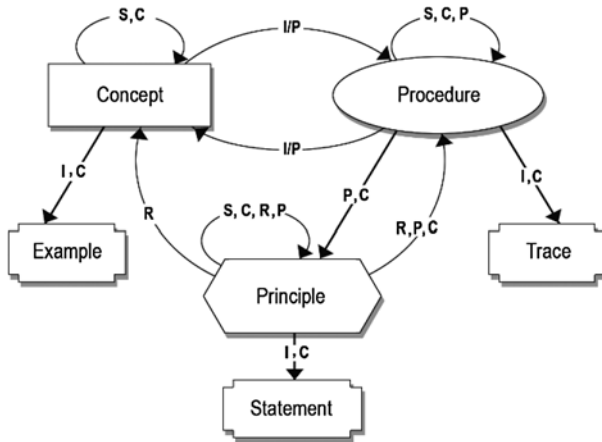 S,C
I/P
S, C, P
Concept
Procedure
I/P
I, C
R
S, C, R,P
P,C
R,P,C
I,C
Example
Principle
Trace
I,C
Statement